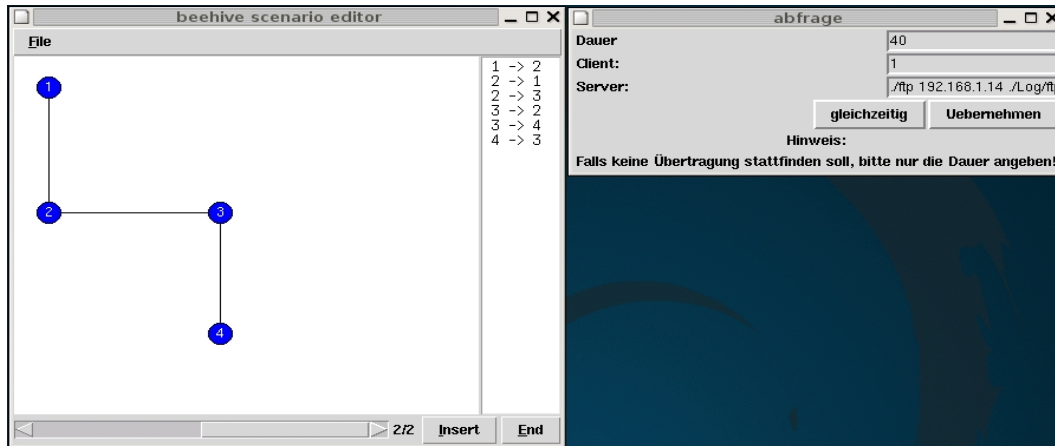 beehive scenario editor
File
1
2
3
4
1 -> 2
2 -> 1
2 -> 3
3 -> 2
3 -> 4
4 -> 3
2/2
Insert
End
abfrage
Dauer
40
Client:
1
Server:
./ftp 192.168.1.14 ./Log/ftp
gleichzeitig
Uebernehmen
Hinweis:
Falls keine Übertragung stattfinden soll, bitte nur die Dauer angeben!